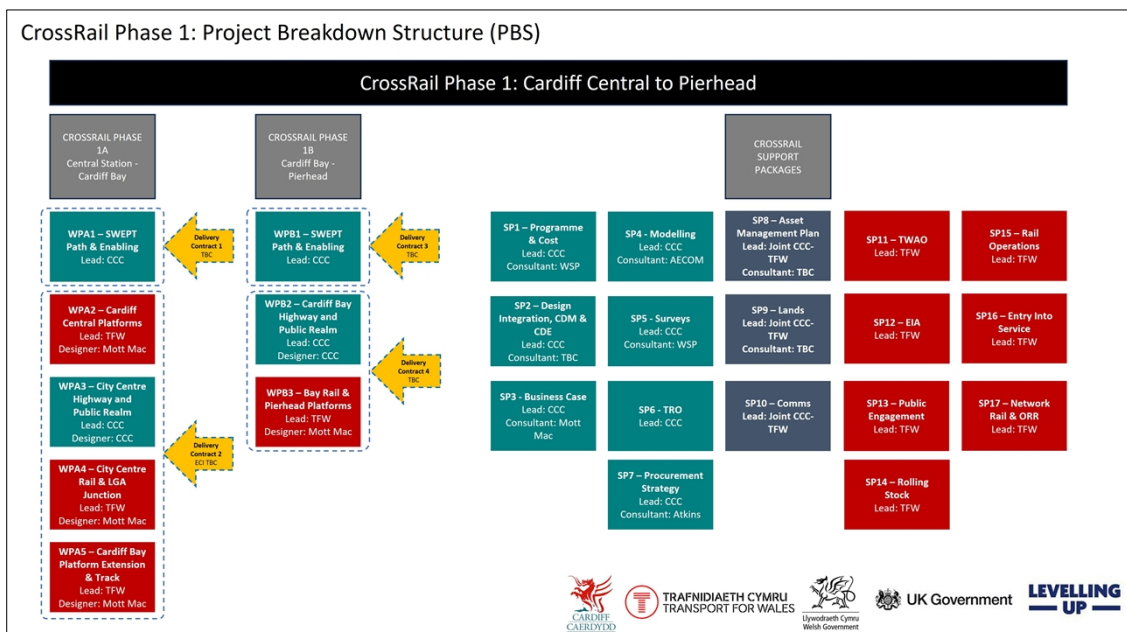 CrossRail Phase 1: Project Breakdown Structure (PBS)
CrossRail Phase 1: Cardiff Central to Pierhead
CROSSRAIL PHASE
1A
Central Station -
Cardiff Bay
WPA1 – SWEPT
Path & Enabling
Lead: CCC
Delivery
Contract 1
TBC
WPA2 – Cardiff
Central Platforms
Lead: TFW
Designer: Mott Mac
WPA3 – City Centre
Highway and
Public Realm
Lead: CCC
Designer: CCC
Delivery
Contract 2
ECI TBC
WPA4 – City Centre
Rail & LGA
Junction
Lead: TFW
Designer: Mott Mac
WPA5 – Cardiff Bay
Platform Extension
& Track
Lead: TFW
Designer: Mott Mac
CROSSRAIL PHASE
1B
Cardiff Bay -
Pierhead
WPB1 – SWEPT
Path & Enabling
Lead: CCC
Delivery
Contract 3
TBC
WPB2 – Cardiff Bay
Highway and
Public Realm
Lead: CCC
Designer: CCC
Delivery
Contract 4
TBC
WPB3 – Bay Rail &
Pierhead Platforms
Lead: TFW
Designer: Mott Mac
CROSSRAIL
SUPPORT
PACKAGES
SP1 – Programme
& Cost
Lead: CCC
Consultant: WSP
SP2 – Design
Integration, CDM &
CDE
Lead: CCC
Consultant: TBC
SP3 - Business Case
Lead: CCC
Consultant: Mott
Mac
SP4 - Modelling
Lead: CCC
Consultant: AECOM
SP5 - Surveys
Lead: CCC
Consultant: WSP
SP6 - TRO
Lead: CCC
SP7 – Procurement
Strategy
Lead: CCC
Consultant: Atkins
SP8 – Asset
Management Plan
Lead: Joint CCC-
TFW
Consultant: TBC
SP9 – Lands
Lead: Joint CCC-
TFW
Consultant: TBC
SP10 – Comms
Lead: Joint CCC-
TFW
SP11 – TWAO
Lead: TFW
SP12 – EIA
Lead: TFW
SP13 – Public
Engagement
Lead: TFW
SP14 – Rolling
Stock
Lead: TFW
SP15 – Rail
Operations
Lead: TFW
SP16 – Entry Into
Service
Lead: TFW
SP17 – Network
Rail & ORR
Lead: TFW
CARDIFF
CAERDYDD
TRAFNIDIAETH CYMRU
TRANSPORT FOR WALES
Llywodraeth Cymru
Welsh Government
UK Government
LEVELLING
UP